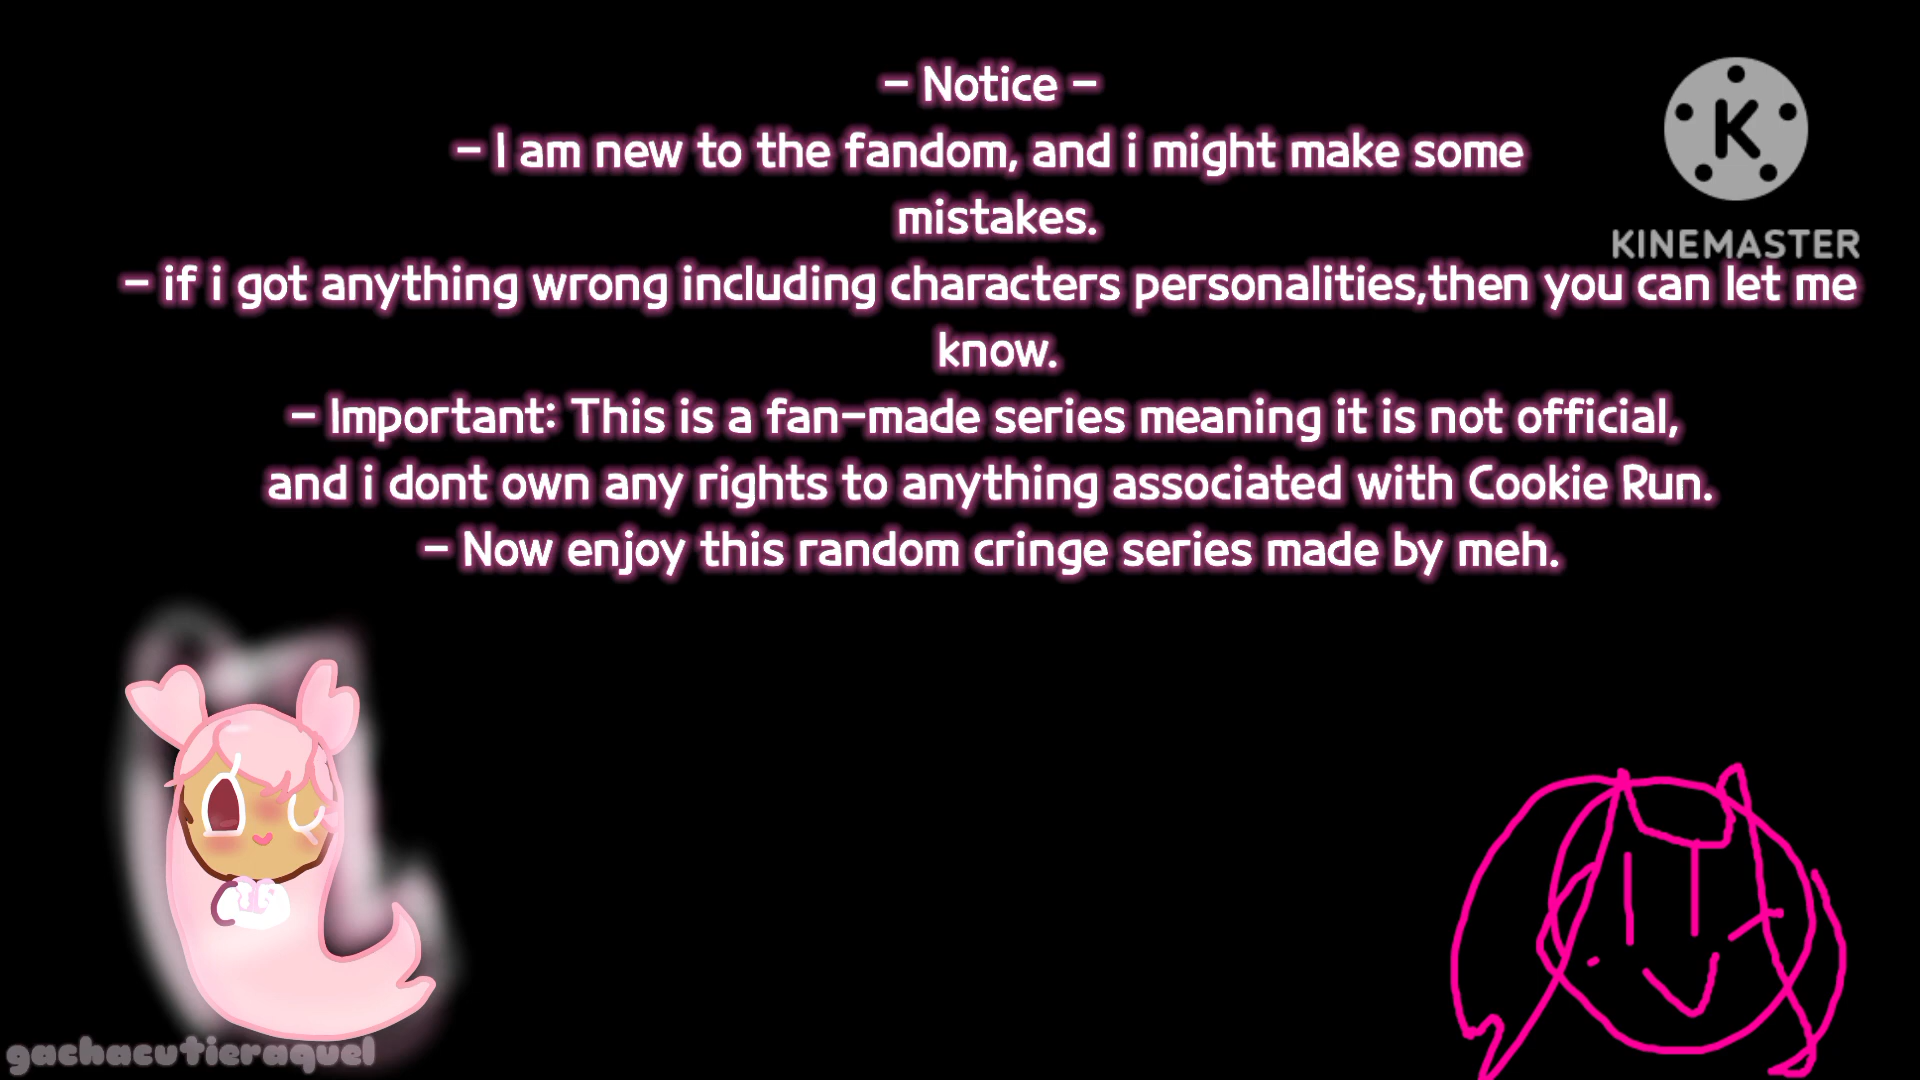 - Notice -
- I am new to the fandom, and i might make some
mistakes.
- if i got anything wrong including characters personalities,then you can let me
know.
- Important: This is a fan-made series meaning it is not official,
and i dont own any rights to anything associated with Cookie Run.
- Now enjoy this random cringe series made by meh.
K
KINEMASTER
gachacutieraquel